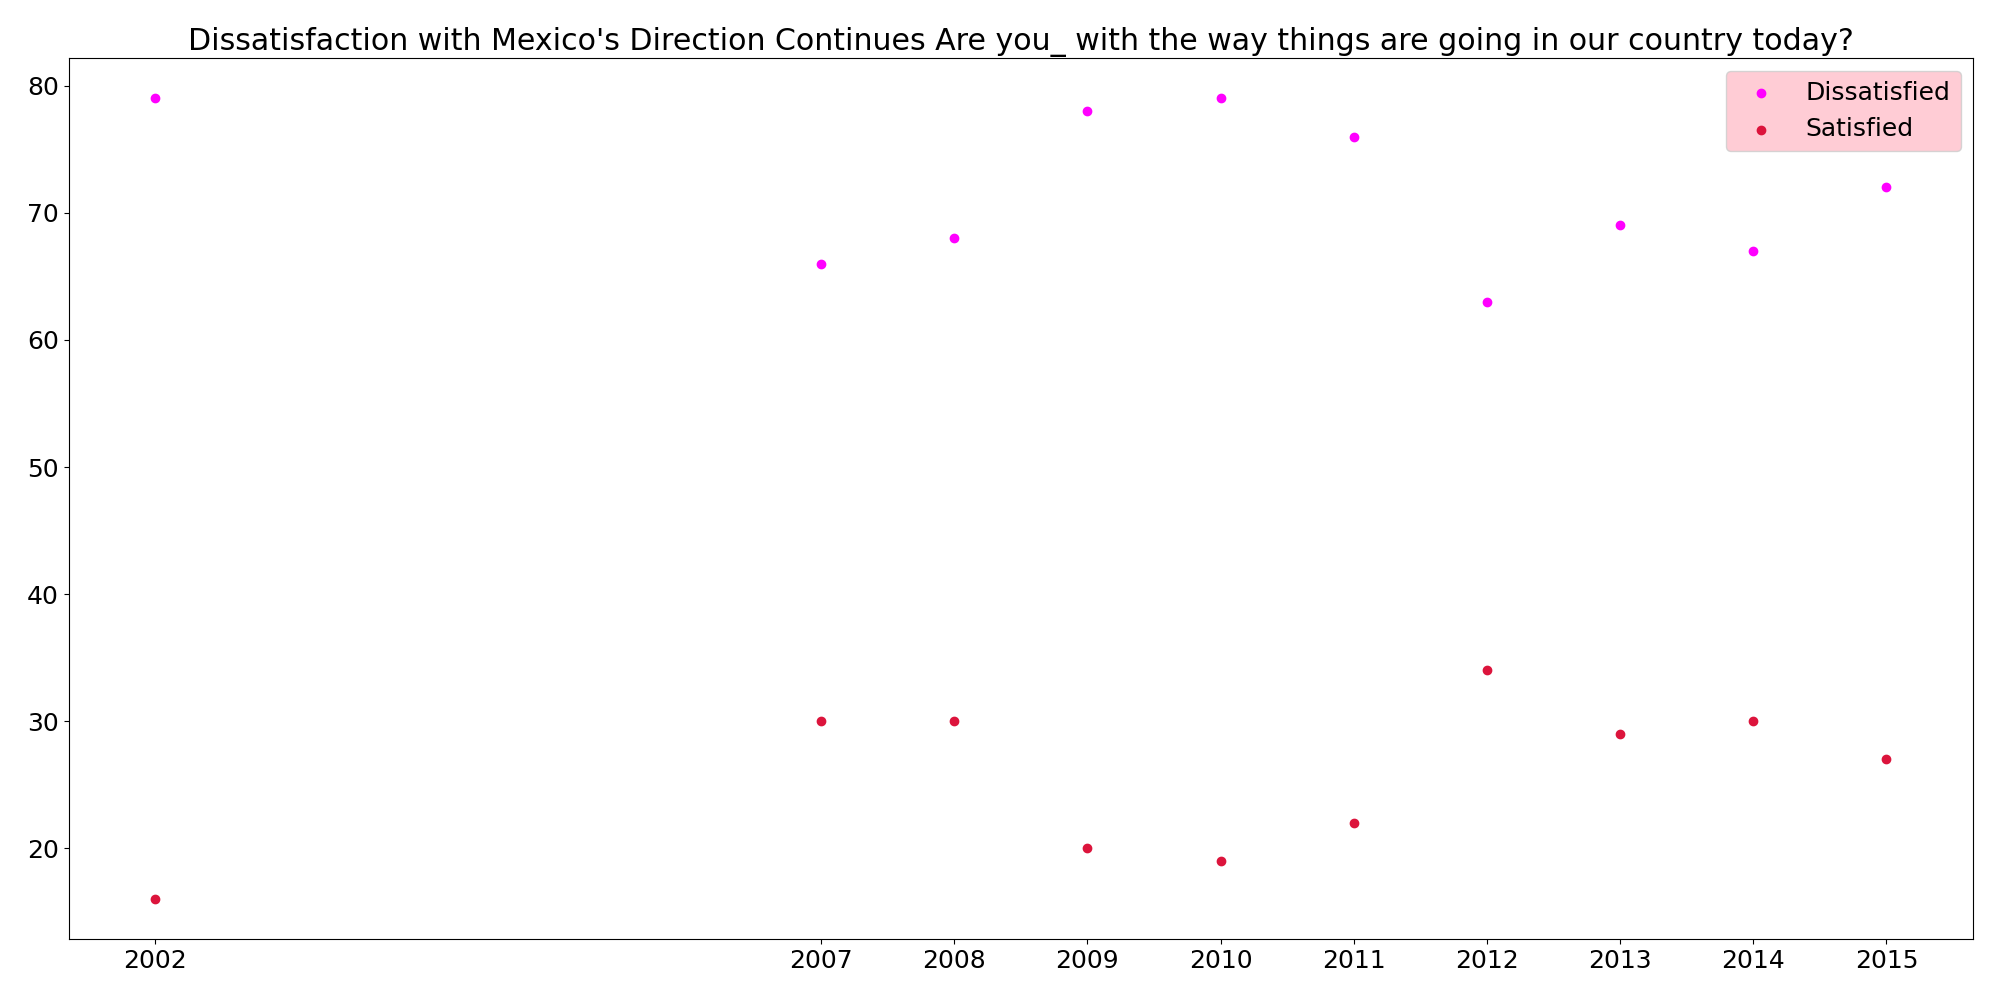 Dissatisfaction with Mexico's Direction Continues Are you_ with the way things are going in our country today?
Dissatisfied
Satisfied
80
70
60
50
40
30
20
2002 2007 2008 2009 2010 2011 2012 2013 2014 2015